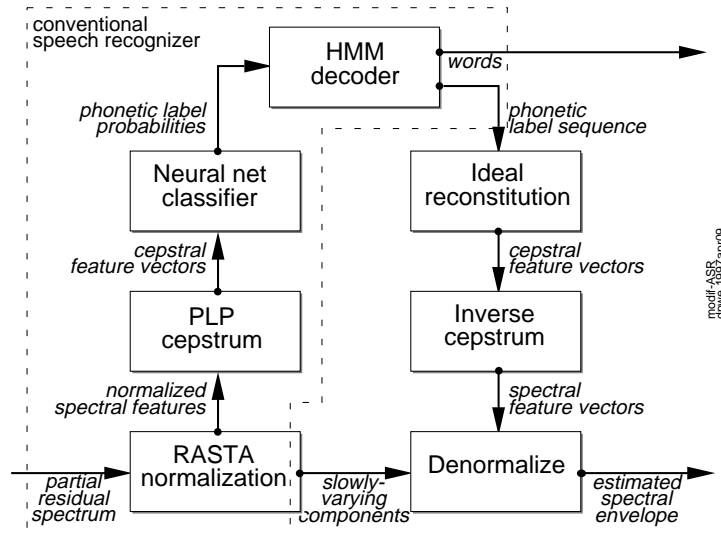 conventional
speech recognizer
HMM
decoder
words
phonetic label
probabilities
phonetic
label sequence
Neural net
classifier
Ideal
reconstitution
cepstral
feature vectors
cepstral
feature vectors
PLP
cepstrum
Inverse
cepstrum
normalized
spectral features
spectral
feature vectors
RASTA
normalization
Denormalize
partial
residual
spectrum
slowly-
varying
components
estimated
spectral
envelope
modif-ASR
dpwe 1997apr09